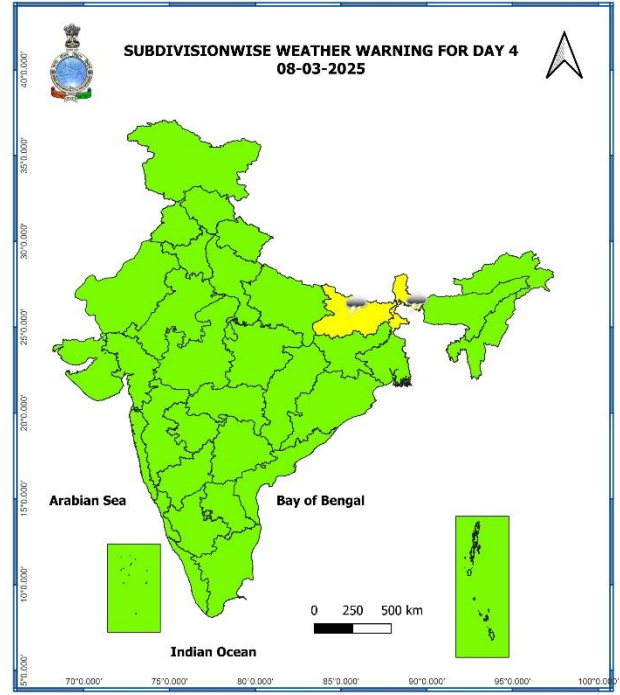 SUBDIVISIONWISE WEATHER WARNING FOR DAY 4
08-03-2025
40°0.000'
35°0.000'
30°0.000'
25°0.000'
20°0.000'
15°0.000'
10°0.000'
5°0.000'
Arabian Sea
Bay of Bengal
0 250 500 km
Indian Ocean
70°0.000' 75°0.000' 80°0.000' 85°0.000' 90°0.000' 95°0.000' 100°0.000'